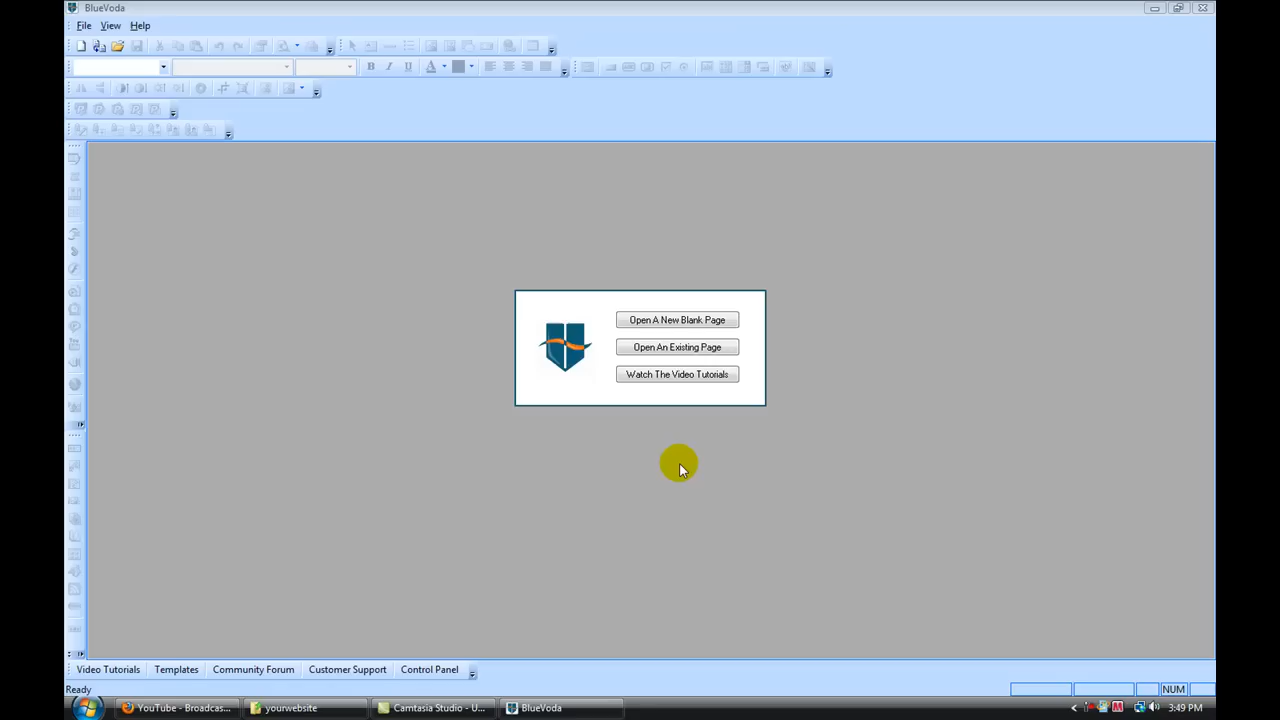 BlueVoda
File View Help
B I U A
Open A New Blank Page
Open An Existing Page
Watch The Video Tutorials
Video Tutorials Templates Community Forum Customer Support Control Panel
Ready NUM
YouTube - Broadcas... yourwebsite Camtasia Studio - U... BlueVoda 3:49 PM